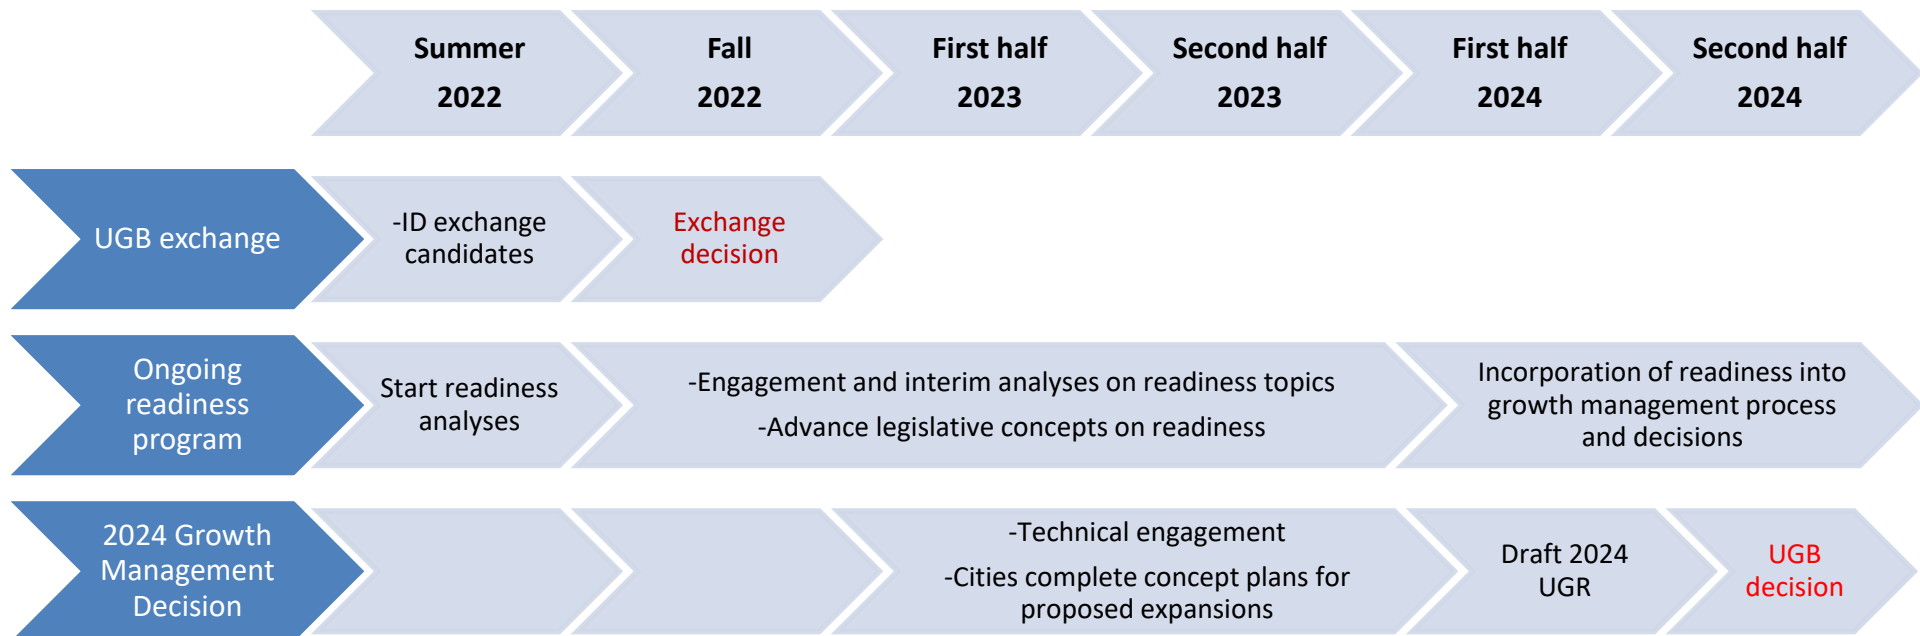 Summer
2022
Fall
2022
First half
2023
Second half
2023
First half
2024
Second half
2024
UGB exchange
-ID exchange
candidates
Exchange
decision
Ongoing
readiness
program
Start readiness
analyses
-Engagement and interim analyses on readiness topics
-Advance legislative concepts on readiness
Incorporation of readiness into
growth management process
and decisions
2024 Growth
Management
Decision
-Technical engagement
-Cities complete concept plans for
proposed expansions
Draft 2024
UGR
UGB
decision